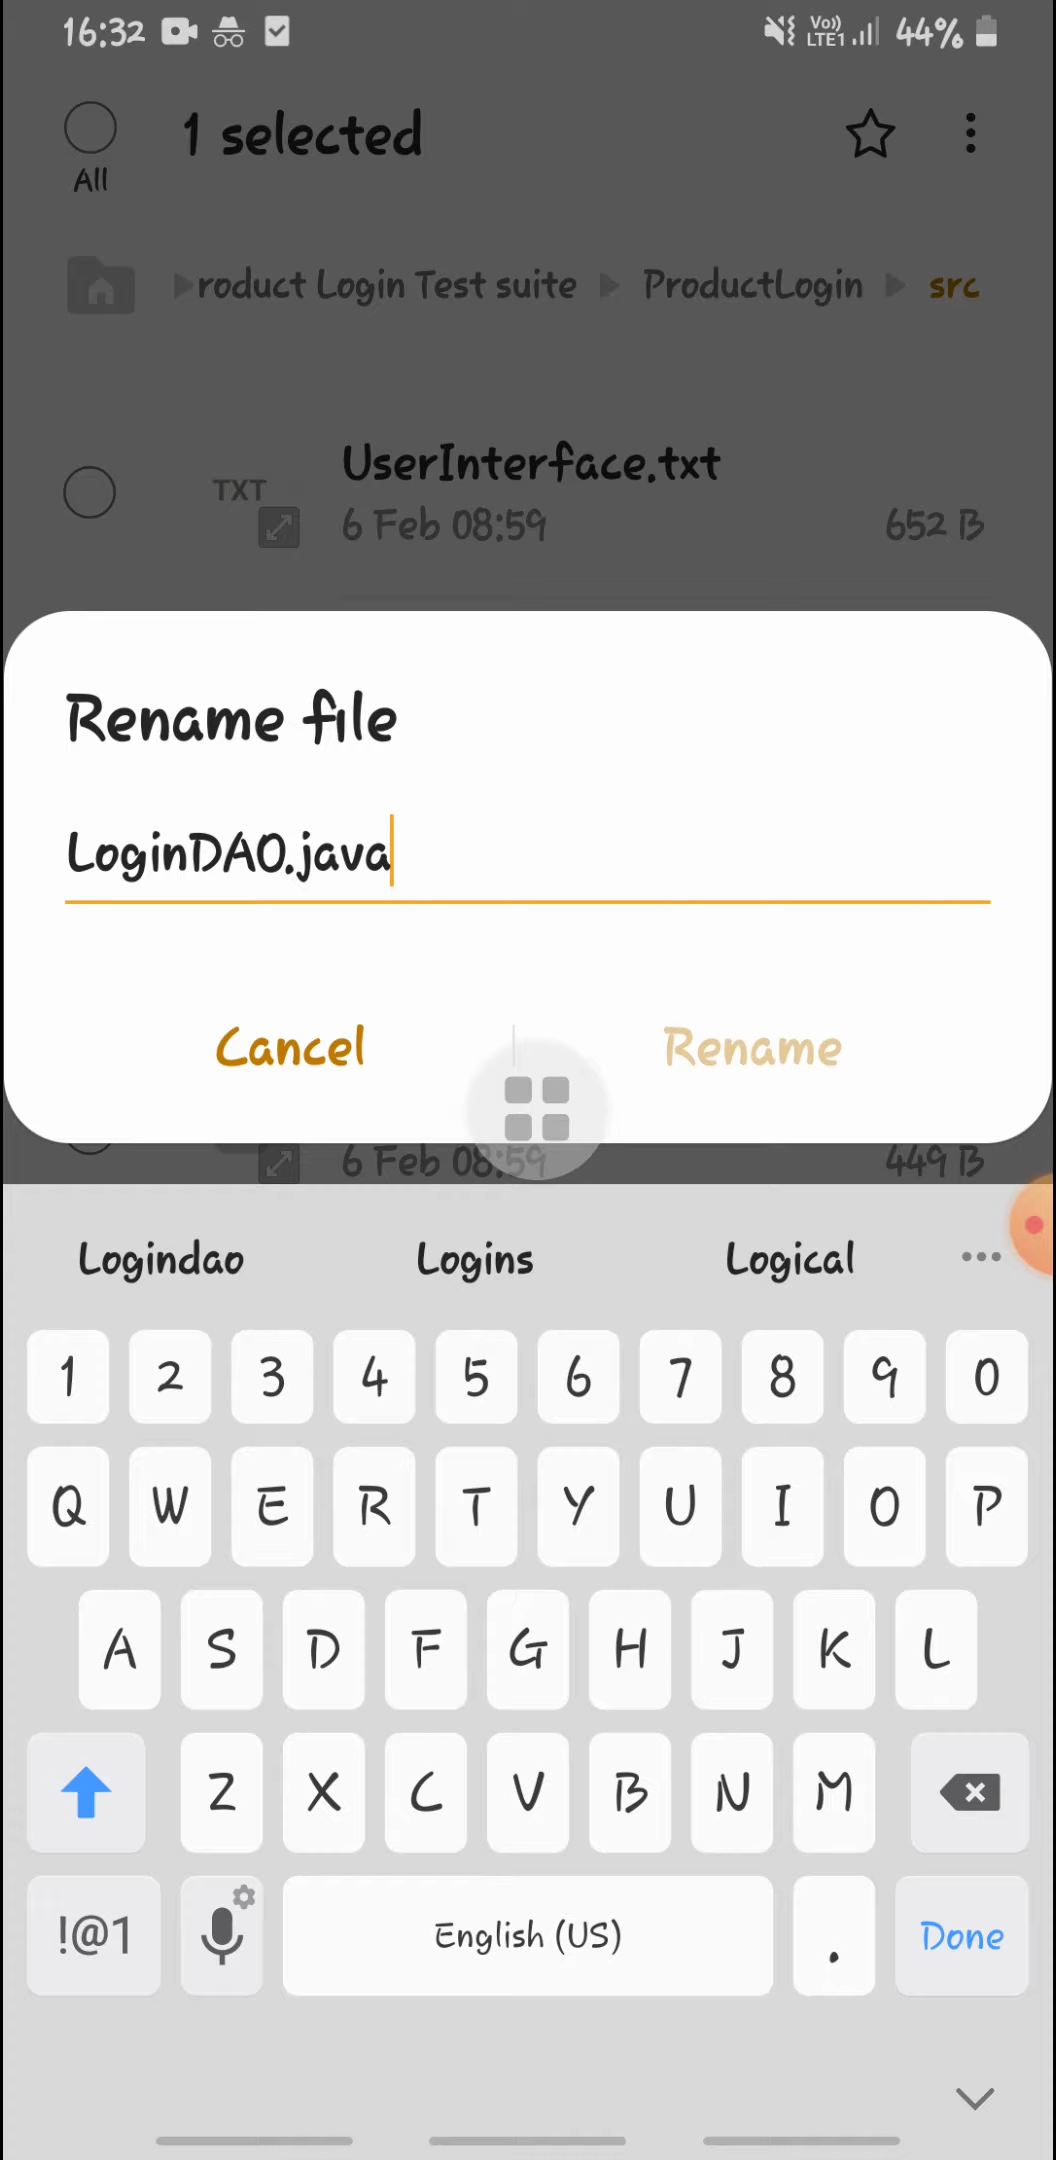 16:32 Vo)) LTE1 44%
1 selected
All
roduct Login Test suite ProductLogin src
UserInterface.txt
TXT
6 Feb 08:59 652 B
Rename file
LoginDAO.java
Cancel Rename
6 Feb 08:59 449 B
Logindao Logins Logical
1 2 3 4 5 6 7 8 9 0
Q W E R T Y U I O P
A S D F G H J K L
Z X C V B N M
!@1 English (US) . Done